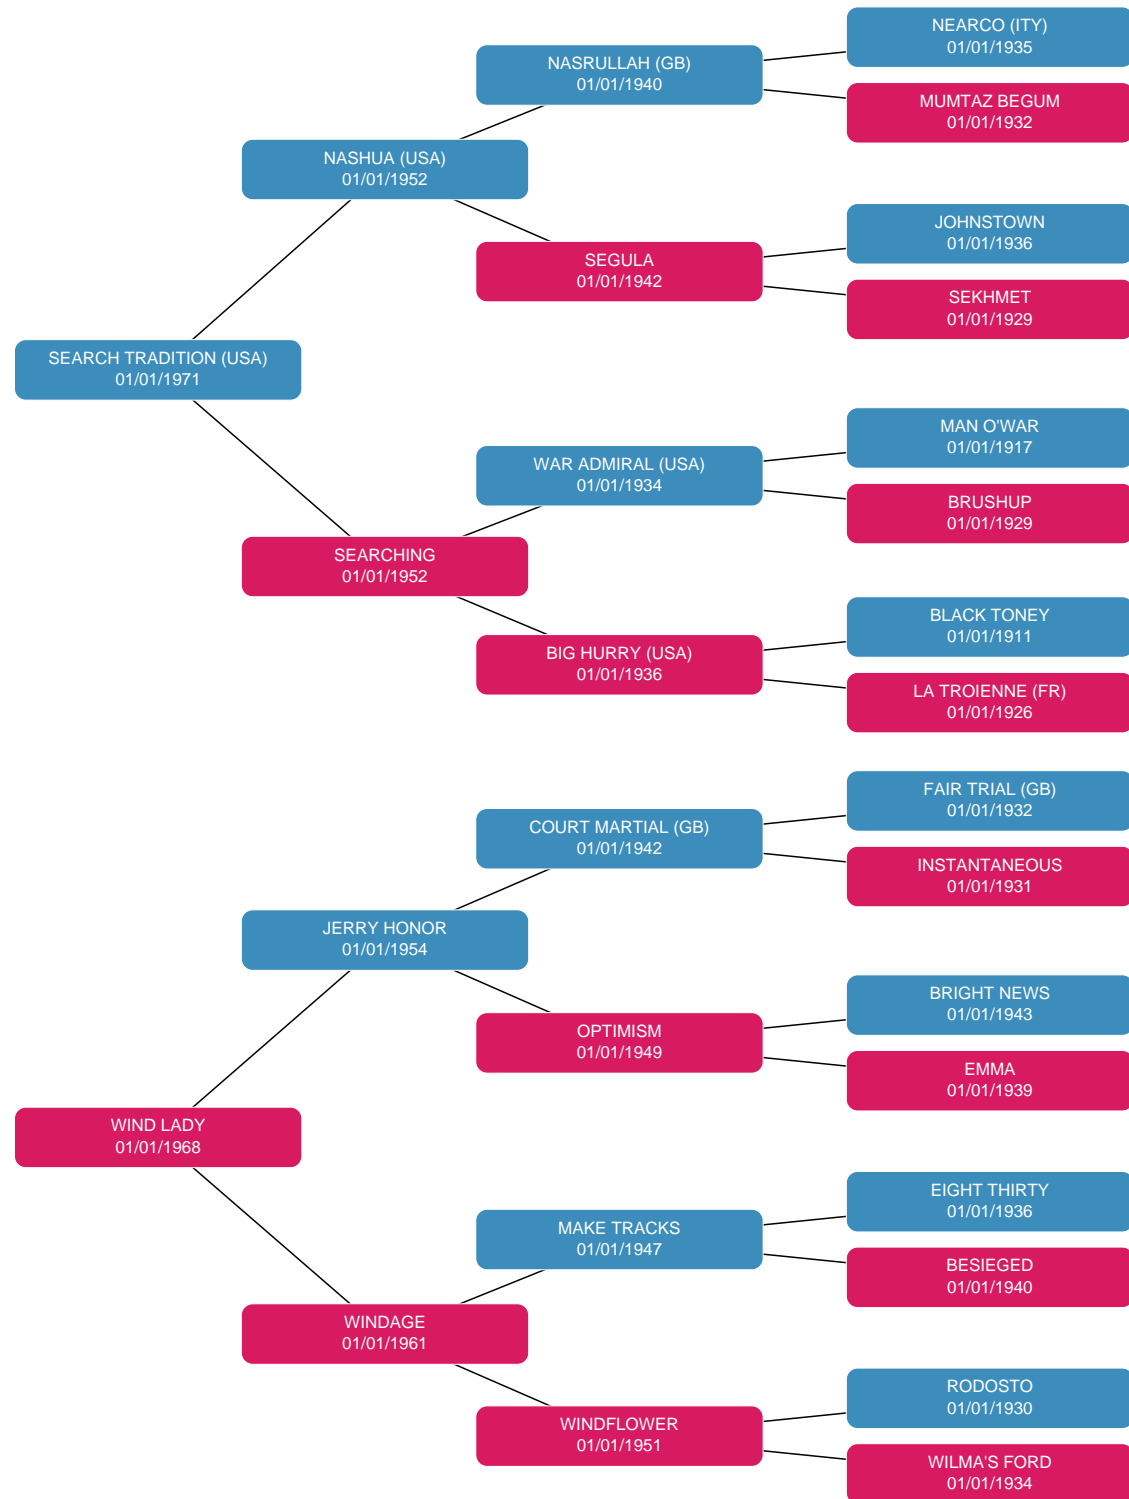 NEARCO (ITY)
01/01/1935
NASRULLAH (GB)
01/01/1940
MUMTAZ BEGUM
01/01/1932
NASHUA (USA)
01/01/1952
JOHNSTOWN
01/01/1936
SEGULA
01/01/1942
SEKHMET
01/01/1929
SEARCH TRADITION (USA)
01/01/1971
MAN O'WAR
01/01/1917
WAR ADMIRAL (USA)
01/01/1934
BRUSHUP
01/01/1929
SEARCHING
01/01/1952
BLACK TONEY
01/01/1911
BIG HURRY (USA)
01/01/1936
LA TROIENNE (FR)
01/01/1926
FAIR TRIAL (GB)
01/01/1932
COURT MARTIAL (GB)
01/01/1942
INSTANTANEOUS
01/01/1931
JERRY HONOR
01/01/1954
BRIGHT NEWS
01/01/1943
OPTIMISM
01/01/1949
EMMA
01/01/1939
WIND LADY
01/01/1968
EIGHT THIRTY
01/01/1936
MAKE TRACKS
01/01/1947
BESIEGED
01/01/1940
WINDAGE
01/01/1961
RODOSTO
01/01/1930
WINDFLOWER
01/01/1951
WILMA'S FORD
01/01/1934